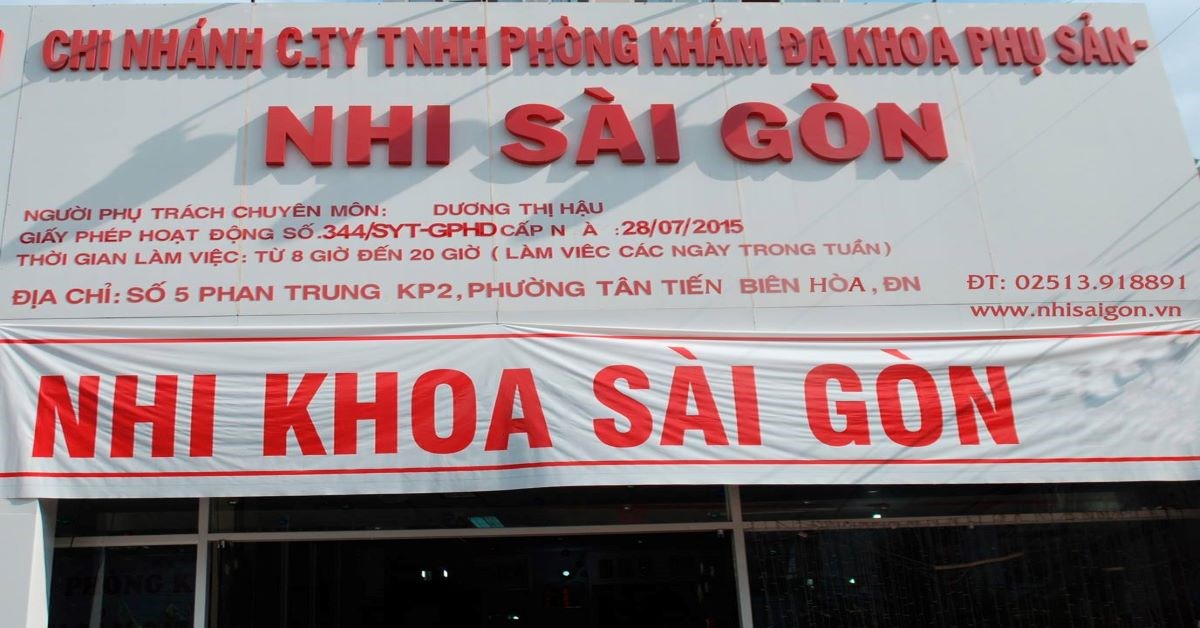 CHI NHÁNH C.TY TNHH PHÒNG KHÁM ĐA KHOA PHỤ SẢN-
NHI SÀI GÒN
NGƯỜI PHỤ TRÁCH CHUYÊN MÔN: DƯƠNG THỊ HẬU
GIẤY PHÉP HOẠT ĐỘNG SỐ.344/SYT-GPHD CẤP N À :28/07/2015
THỜI GIAN LÀM VIỆC: TỪ 8 GIỜ ĐẾN 20 GIỜ ( LÀM VIÊC CÁC NGÀY TRONG TUẦN)
ĐỊA CHỈ: SỐ 5 PHAN TRUNG KP2, PHƯỜNG TÂN TIẾN BIÊN HÒA, ĐN
ĐT: 02513.918891
www.nhisaigon.vn
NHI KHOA SÀI GÒN
PHÒNG K